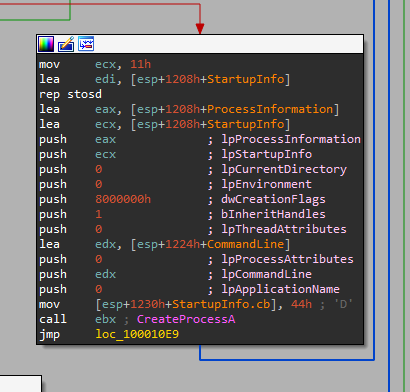 mov ecx, 11h
lea edi, [esp+1208h+StartupInfo]
rep stosd
lea eax, [esp+1208h+ProcessInformation]
lea ecx, [esp+1208h+StartupInfo]
push eax ; lpProcessInformation
push ecx ; lpStartupInfo
push 0 ; lpCurrentDirectory
push 0 ; lpEnvironment
push 8000000h ; dwCreationFlags
push 1 ; bInheritHandles
push 0 ; lpThreadAttributes
lea edx, [esp+1224h+CommandLine]
push 0 ; lpProcessAttributes
push edx ; lpCommandLine
push 0 ; lpApplicationName
mov [esp+1230h+StartupInfo.cb], 44h ; 'D'
call ebx ; CreateProcessA
jmp loc_100010E9